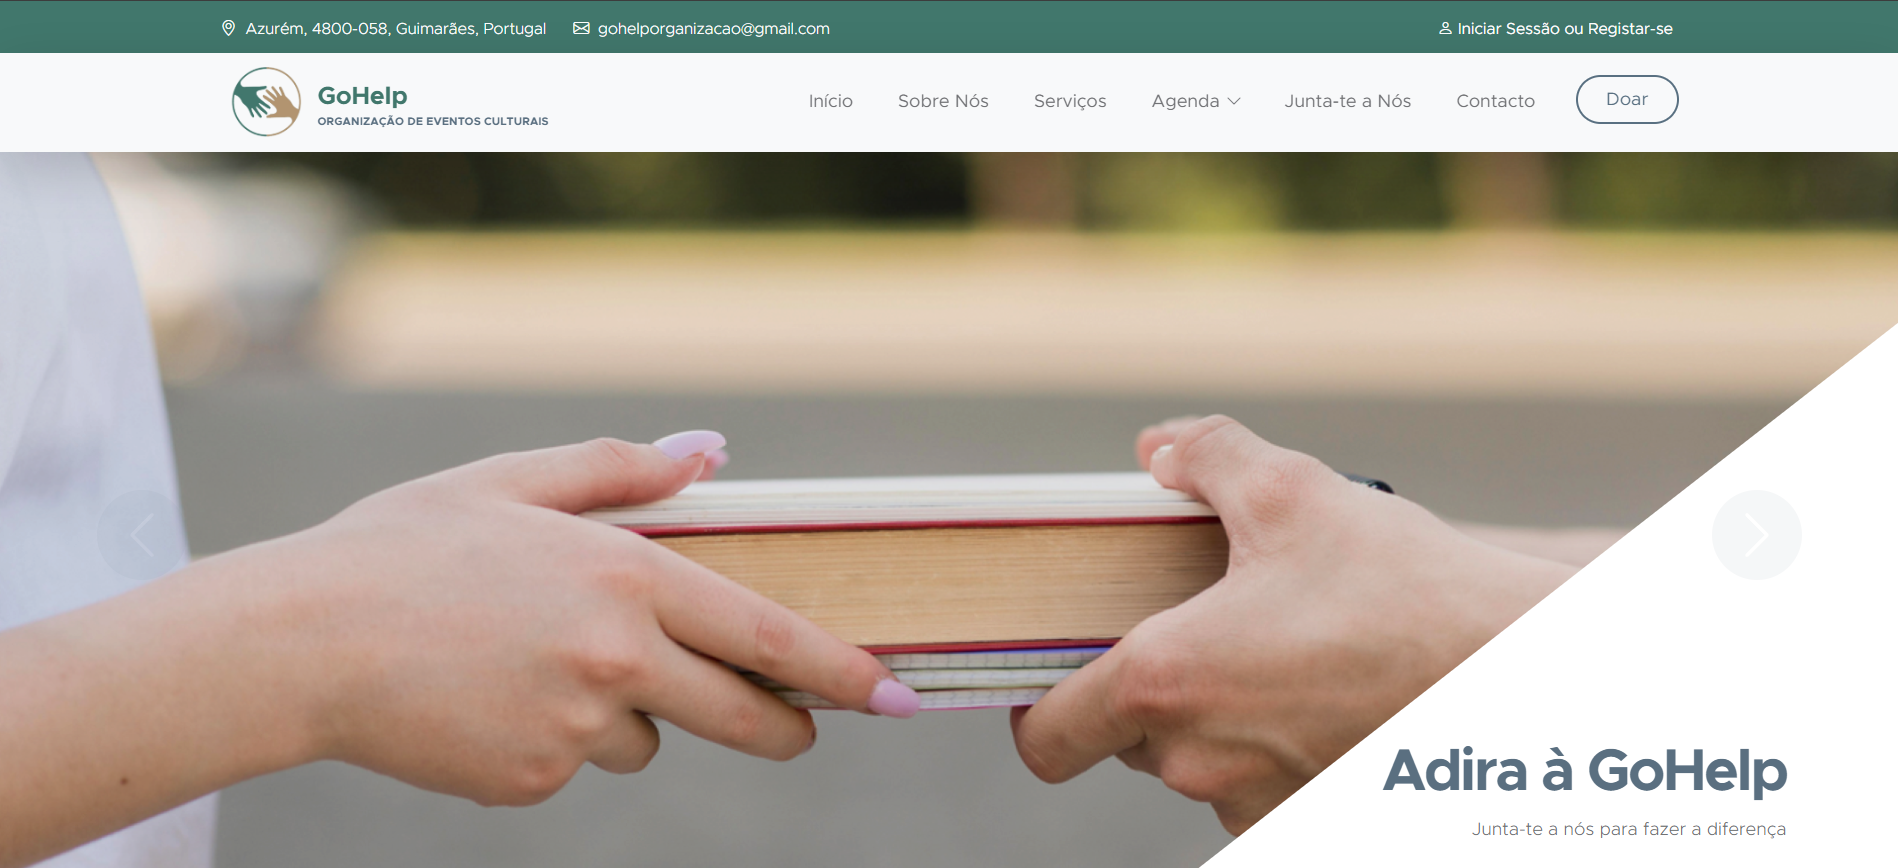 Azurém, 4800-058, Guimarães, Portugal gohelporganizacao@gmail.com Iniciar Sessão ou Registar-se
GoHelp
ORGANIZAÇÃO DE EVENTOS CULTURAIS
Início Sobre Nós Serviços Agenda Junta-te a Nós Contacto Doar
Adira à GoHelp
Junta-te a nós para fazer a diferença